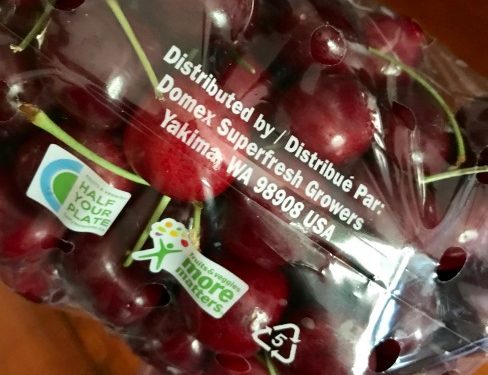 Distributed by / Distribué Par:
Domex Superfresh Growers
Yakima, WA 98908 USA
HALF
YOUR
PLATE
fruits & veggies
more
matters
5